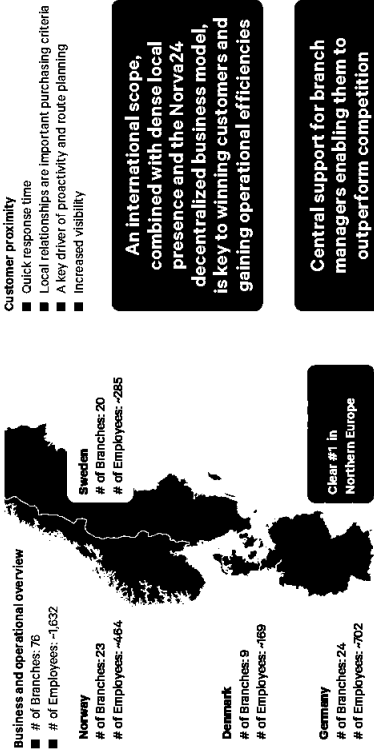 Business and operational overview
■ # of Branches: 76
■ # of Employees: ~1,632
Norway
# of Branches: 23
# of Employees: ~464
Sweden
# of Branches: 20
# of Employees: ~285
Denmark
# of Branches: 9
# of Employees: ~169
Germany
# of Branches: 24
# of Employees: ~702
Clear #1 in
Northern Europe
Customer proximity
■ Quick response time
■ Local relationships are important purchasing criteria
■ A key driver of proactivity and route planning
■ Increased visibility
An international scope,
combined with dense local
presence and the Norva24
decentralized business model,
is key to winning customers and
gaining operational efficiencies
Central support for branch
managers enabling them to
outperform competition